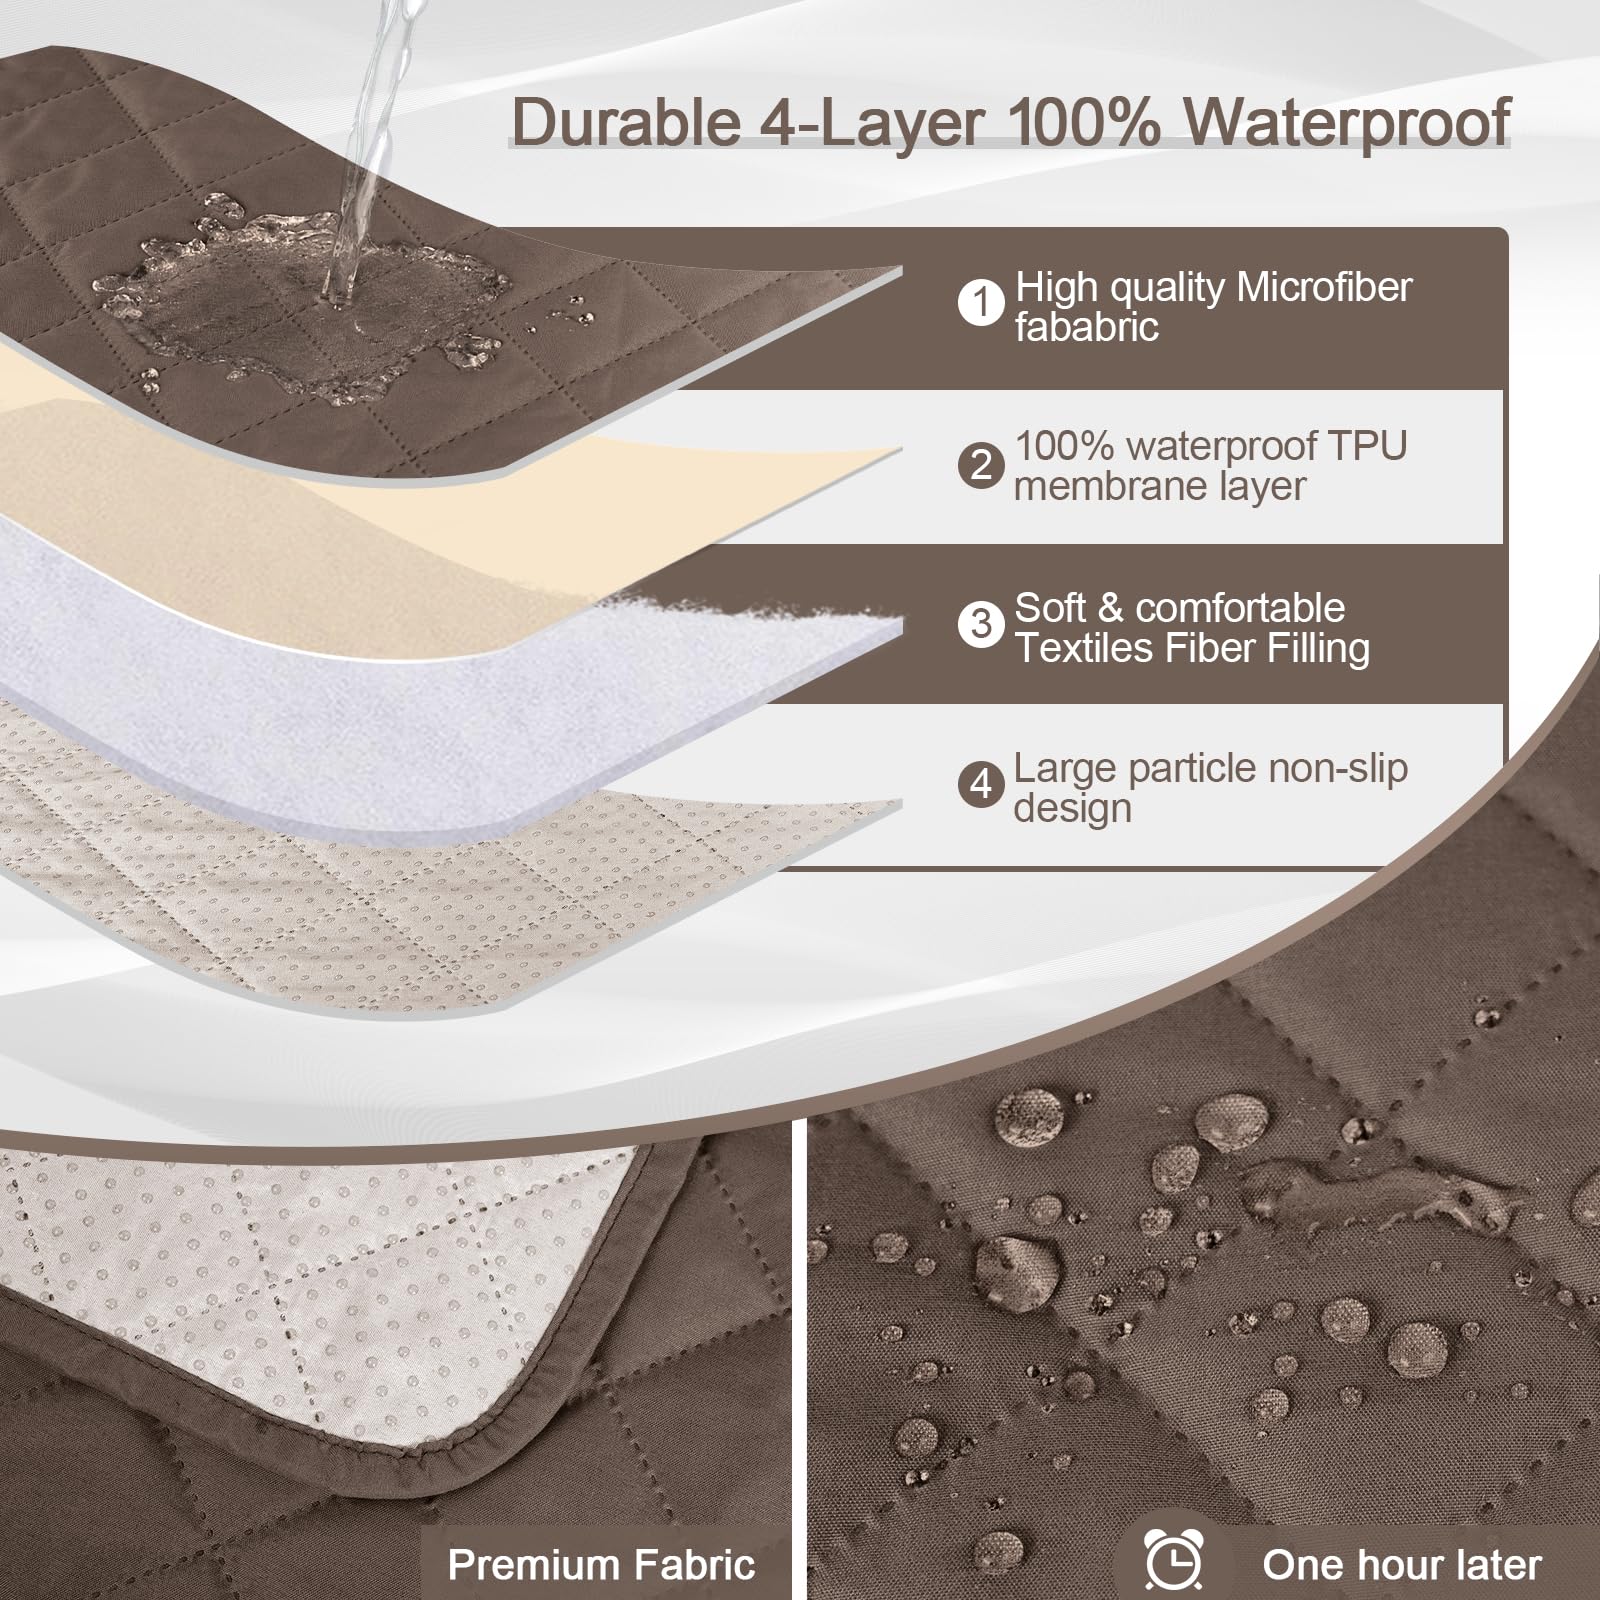 Durable 4-Layer 100% Waterproof
1 High quality Microfiber
fababric
2 100% waterproof TPU
membrane layer
3 Soft & comfortable
Textiles Fiber Filling
4 Large particle non-slip
design
Premium Fabric
One hour later